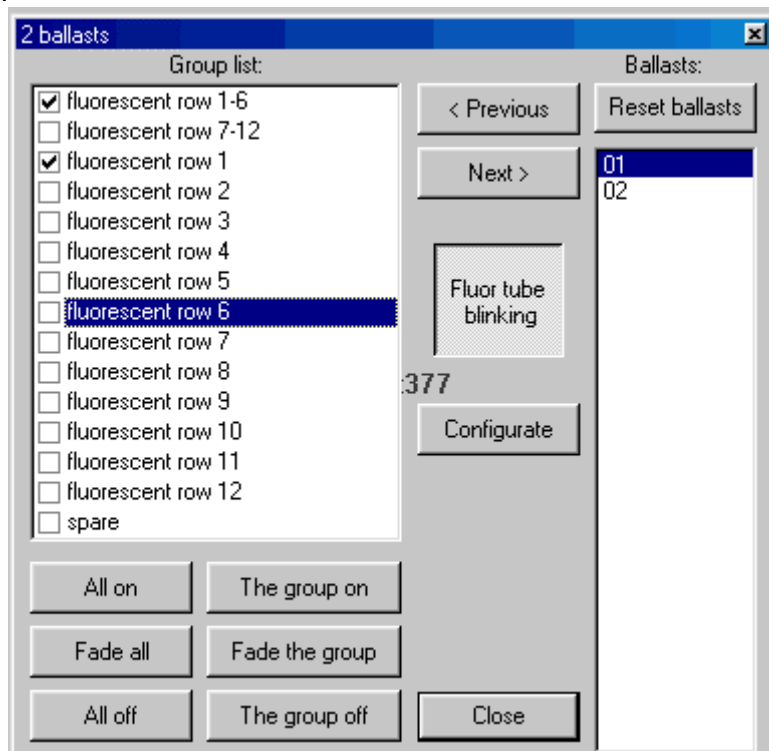 2 ballasts
Group list:
Ballasts:
fluorescent row 1-6
fluorescent row 7-12
fluorescent row 1
fluorescent row 2
fluorescent row 3
fluorescent row 4
fluorescent row 5
fluorescent row 6
fluorescent row 7
fluorescent row 8
fluorescent row 9
fluorescent row 10
fluorescent row 11
fluorescent row 12
spare
< Previous
Next >
Fluor tube
blinking
:377
Configurate
Reset ballasts
01
02
All on
The group on
Fade all
Fade the group
All off
The group off
Close